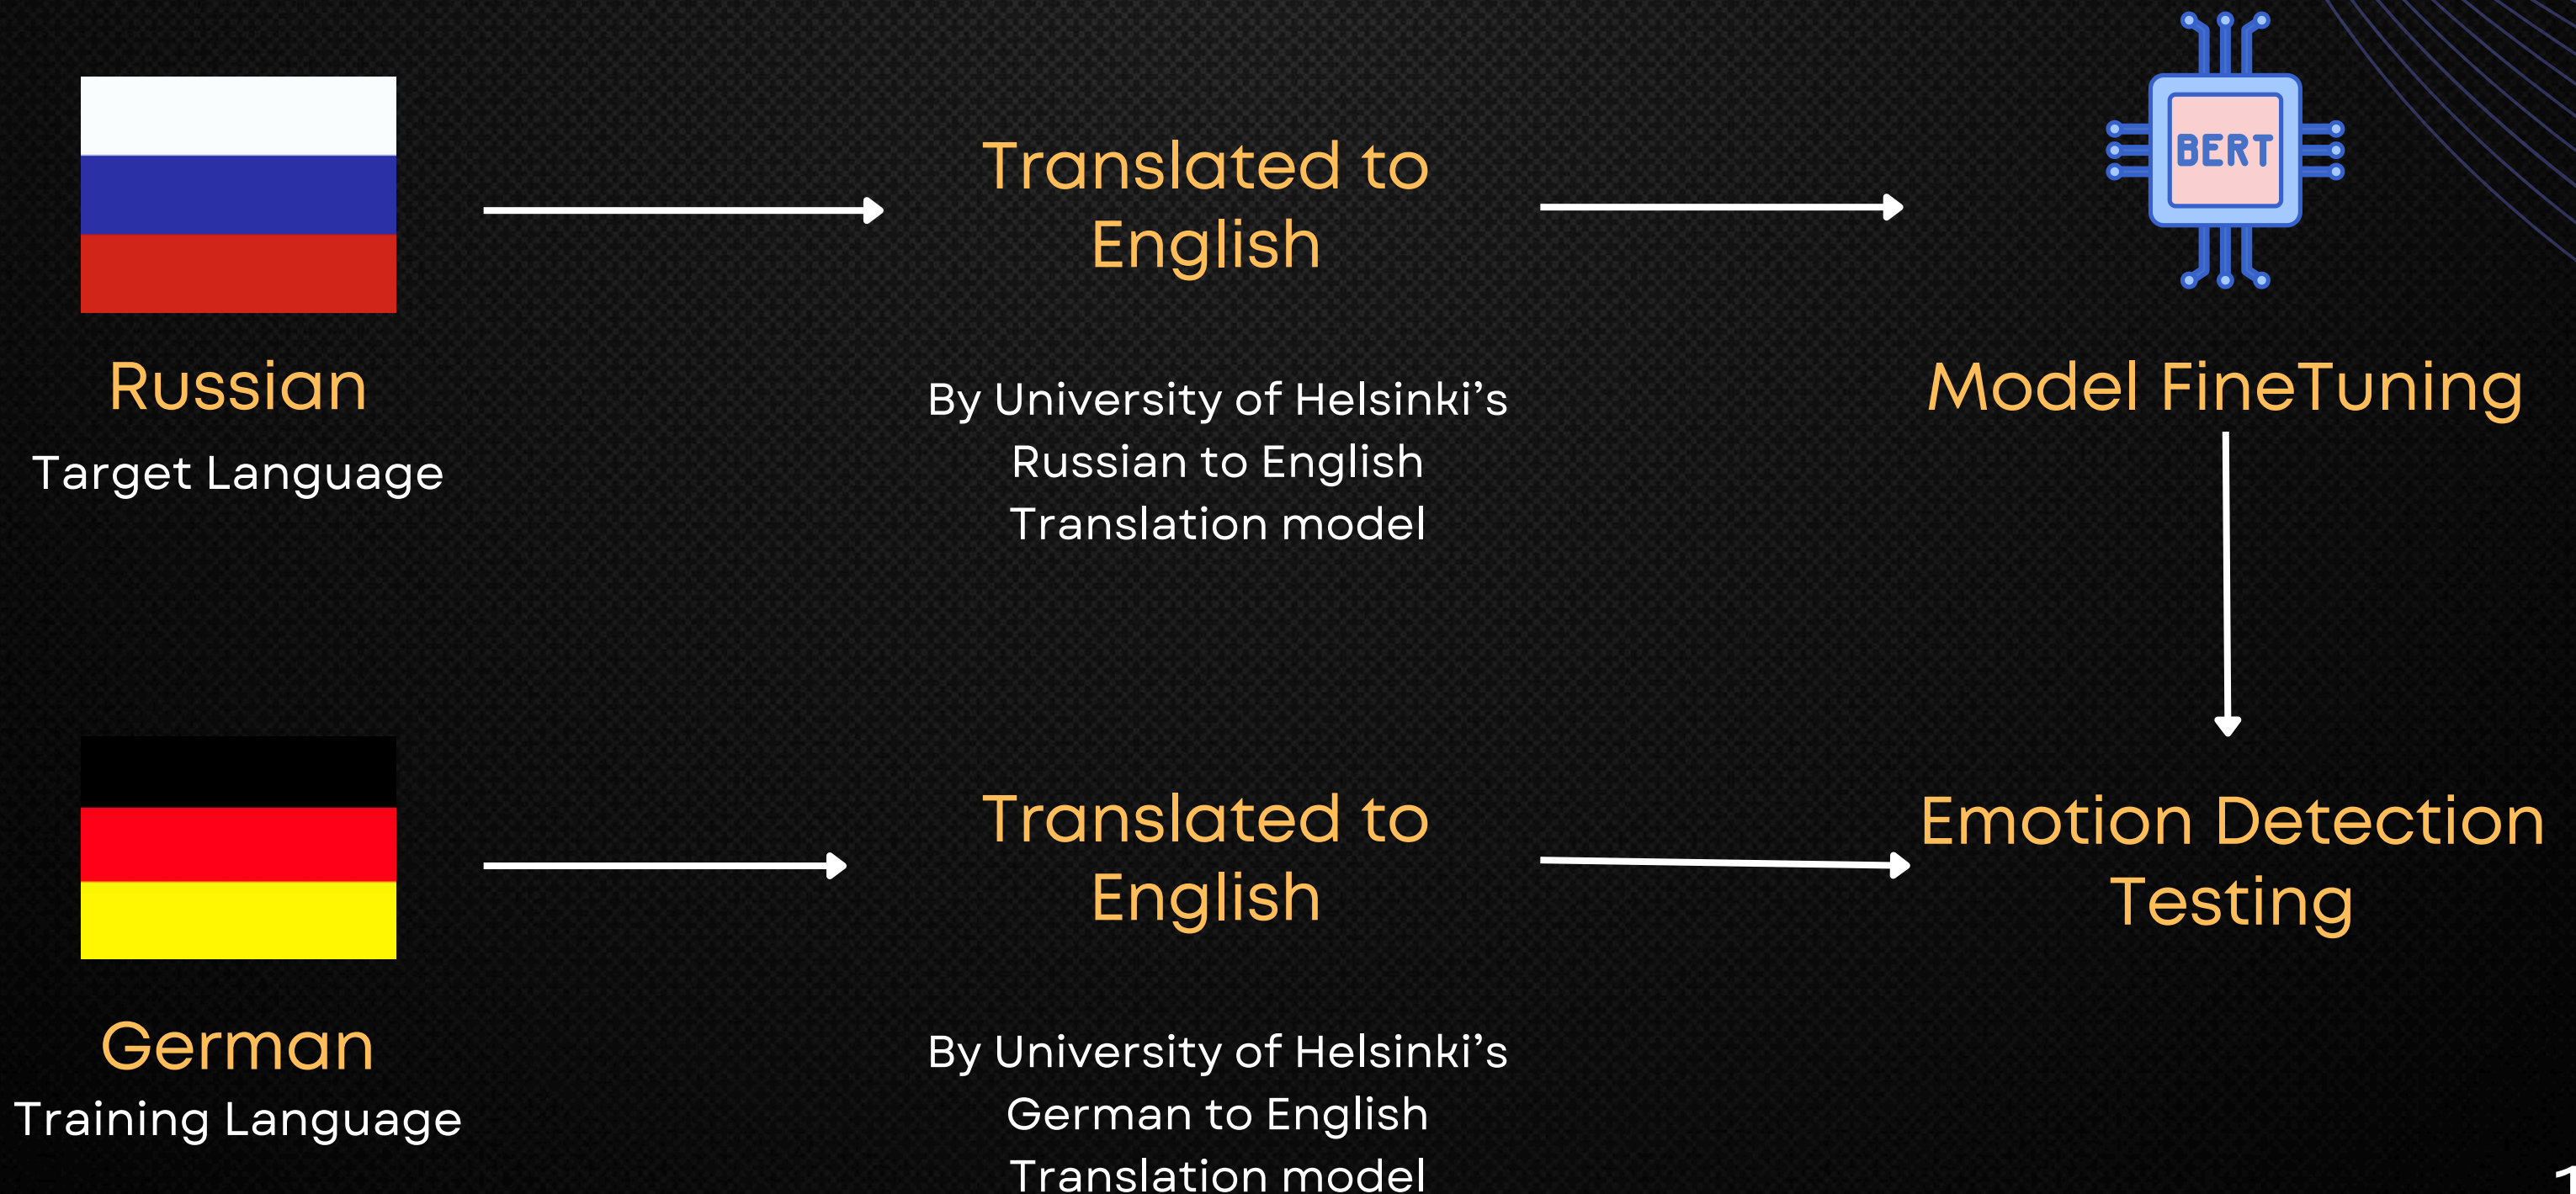 BERT
Translated to
English
Russian
Target Language
By University of Helsinki’s
Russian to English
Translation model
Model FineTuning
Translated to
English
Emotion Detection
Testing
German
Training Language
By University of Helsinki’s
German to English
Translation model